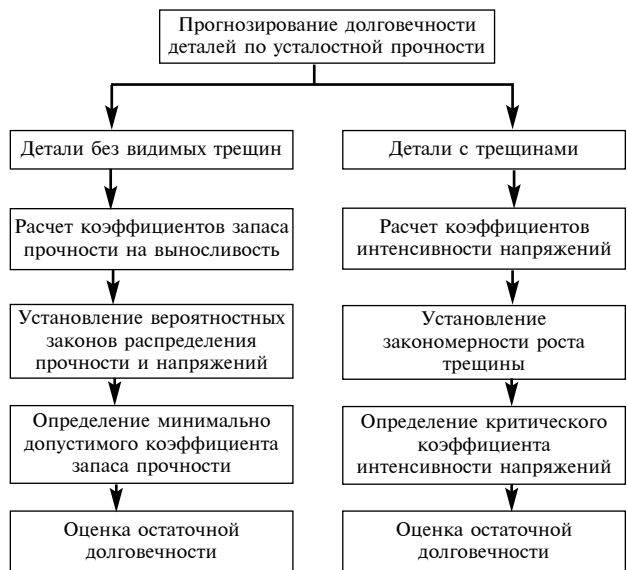 Прогнозирование долговечности
деталей по усталостной прочности
Детали без видимых трещин
Расчет коэффициентов запаса
прочности на выносливость
Установление вероятностных
законов распределения
прочности и напряжений
Определение минимально
допустимого коэффициента
запаса прочности
Оценка остаточной
долговечности
Детали с трещинами
Расчет коэффициентов
интенсивности напряжений
Установление
закономерности роста
трещины
Определение критического
коэффициента
интенсивности напряжений
Оценка остаточной
долговечности